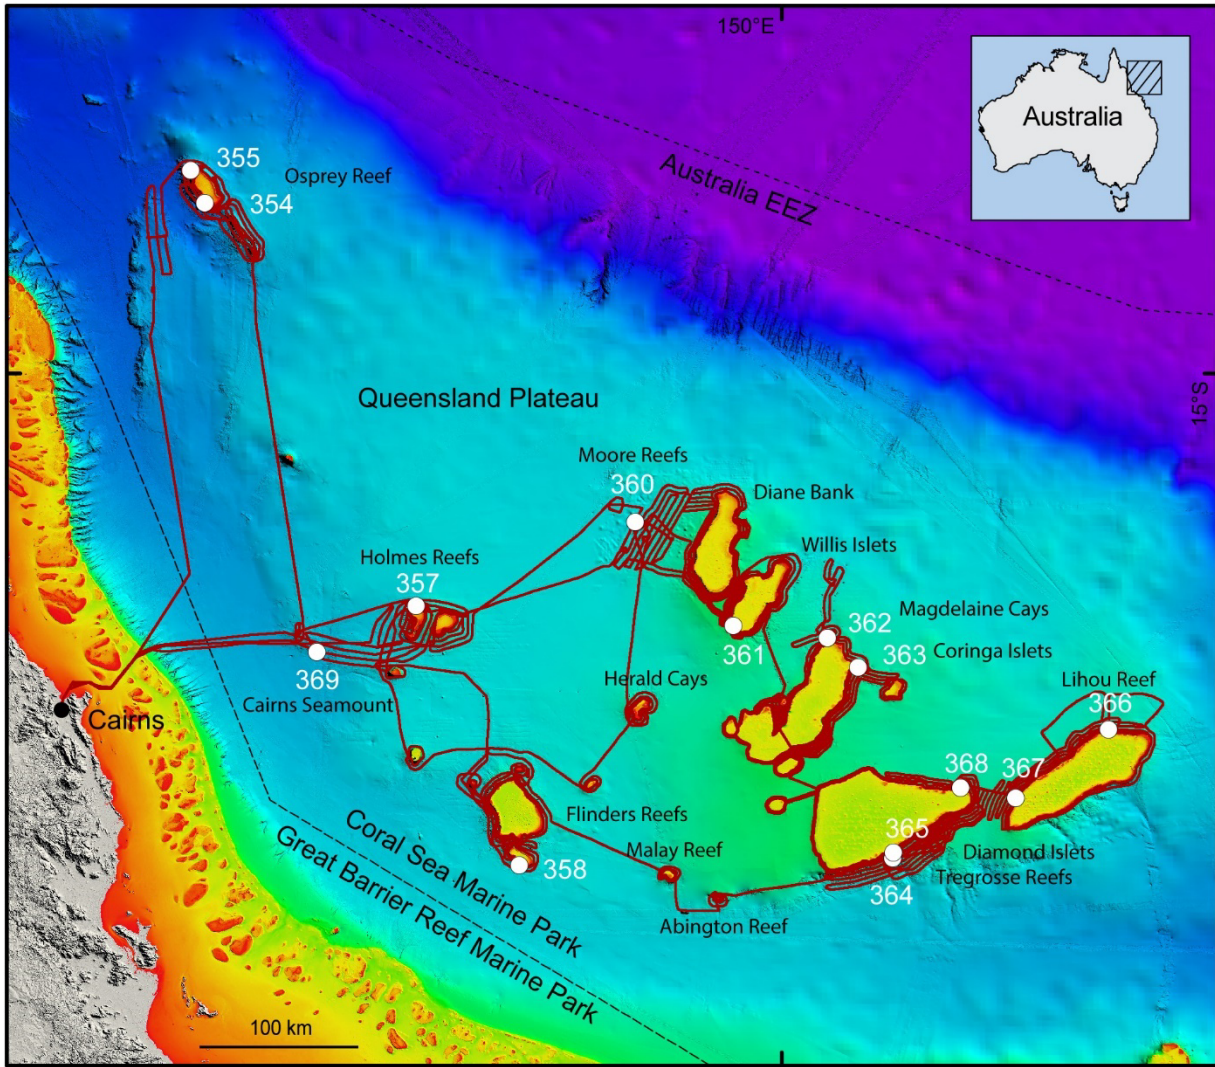 150°E
Australia
355
Osprey Reef
354
Australia EEZ
15°S
Queensland Plateau
Moore Reefs
360
Diane Bank
Willis Islets
Holmes Reefs
357
Magdelaine Cays
362
361
363
Coringa Islets
369
Herald Cays
Lihou Reef
366
Cairns Seamount
Cairns
368
367
Flinders Reefs
365
Coral Sea Marine Park
Great Barrier Reef Marine Park
Malay Reef
Diamond Islets
358
364
Tregrosse Reefs
Abington Reef
100 km